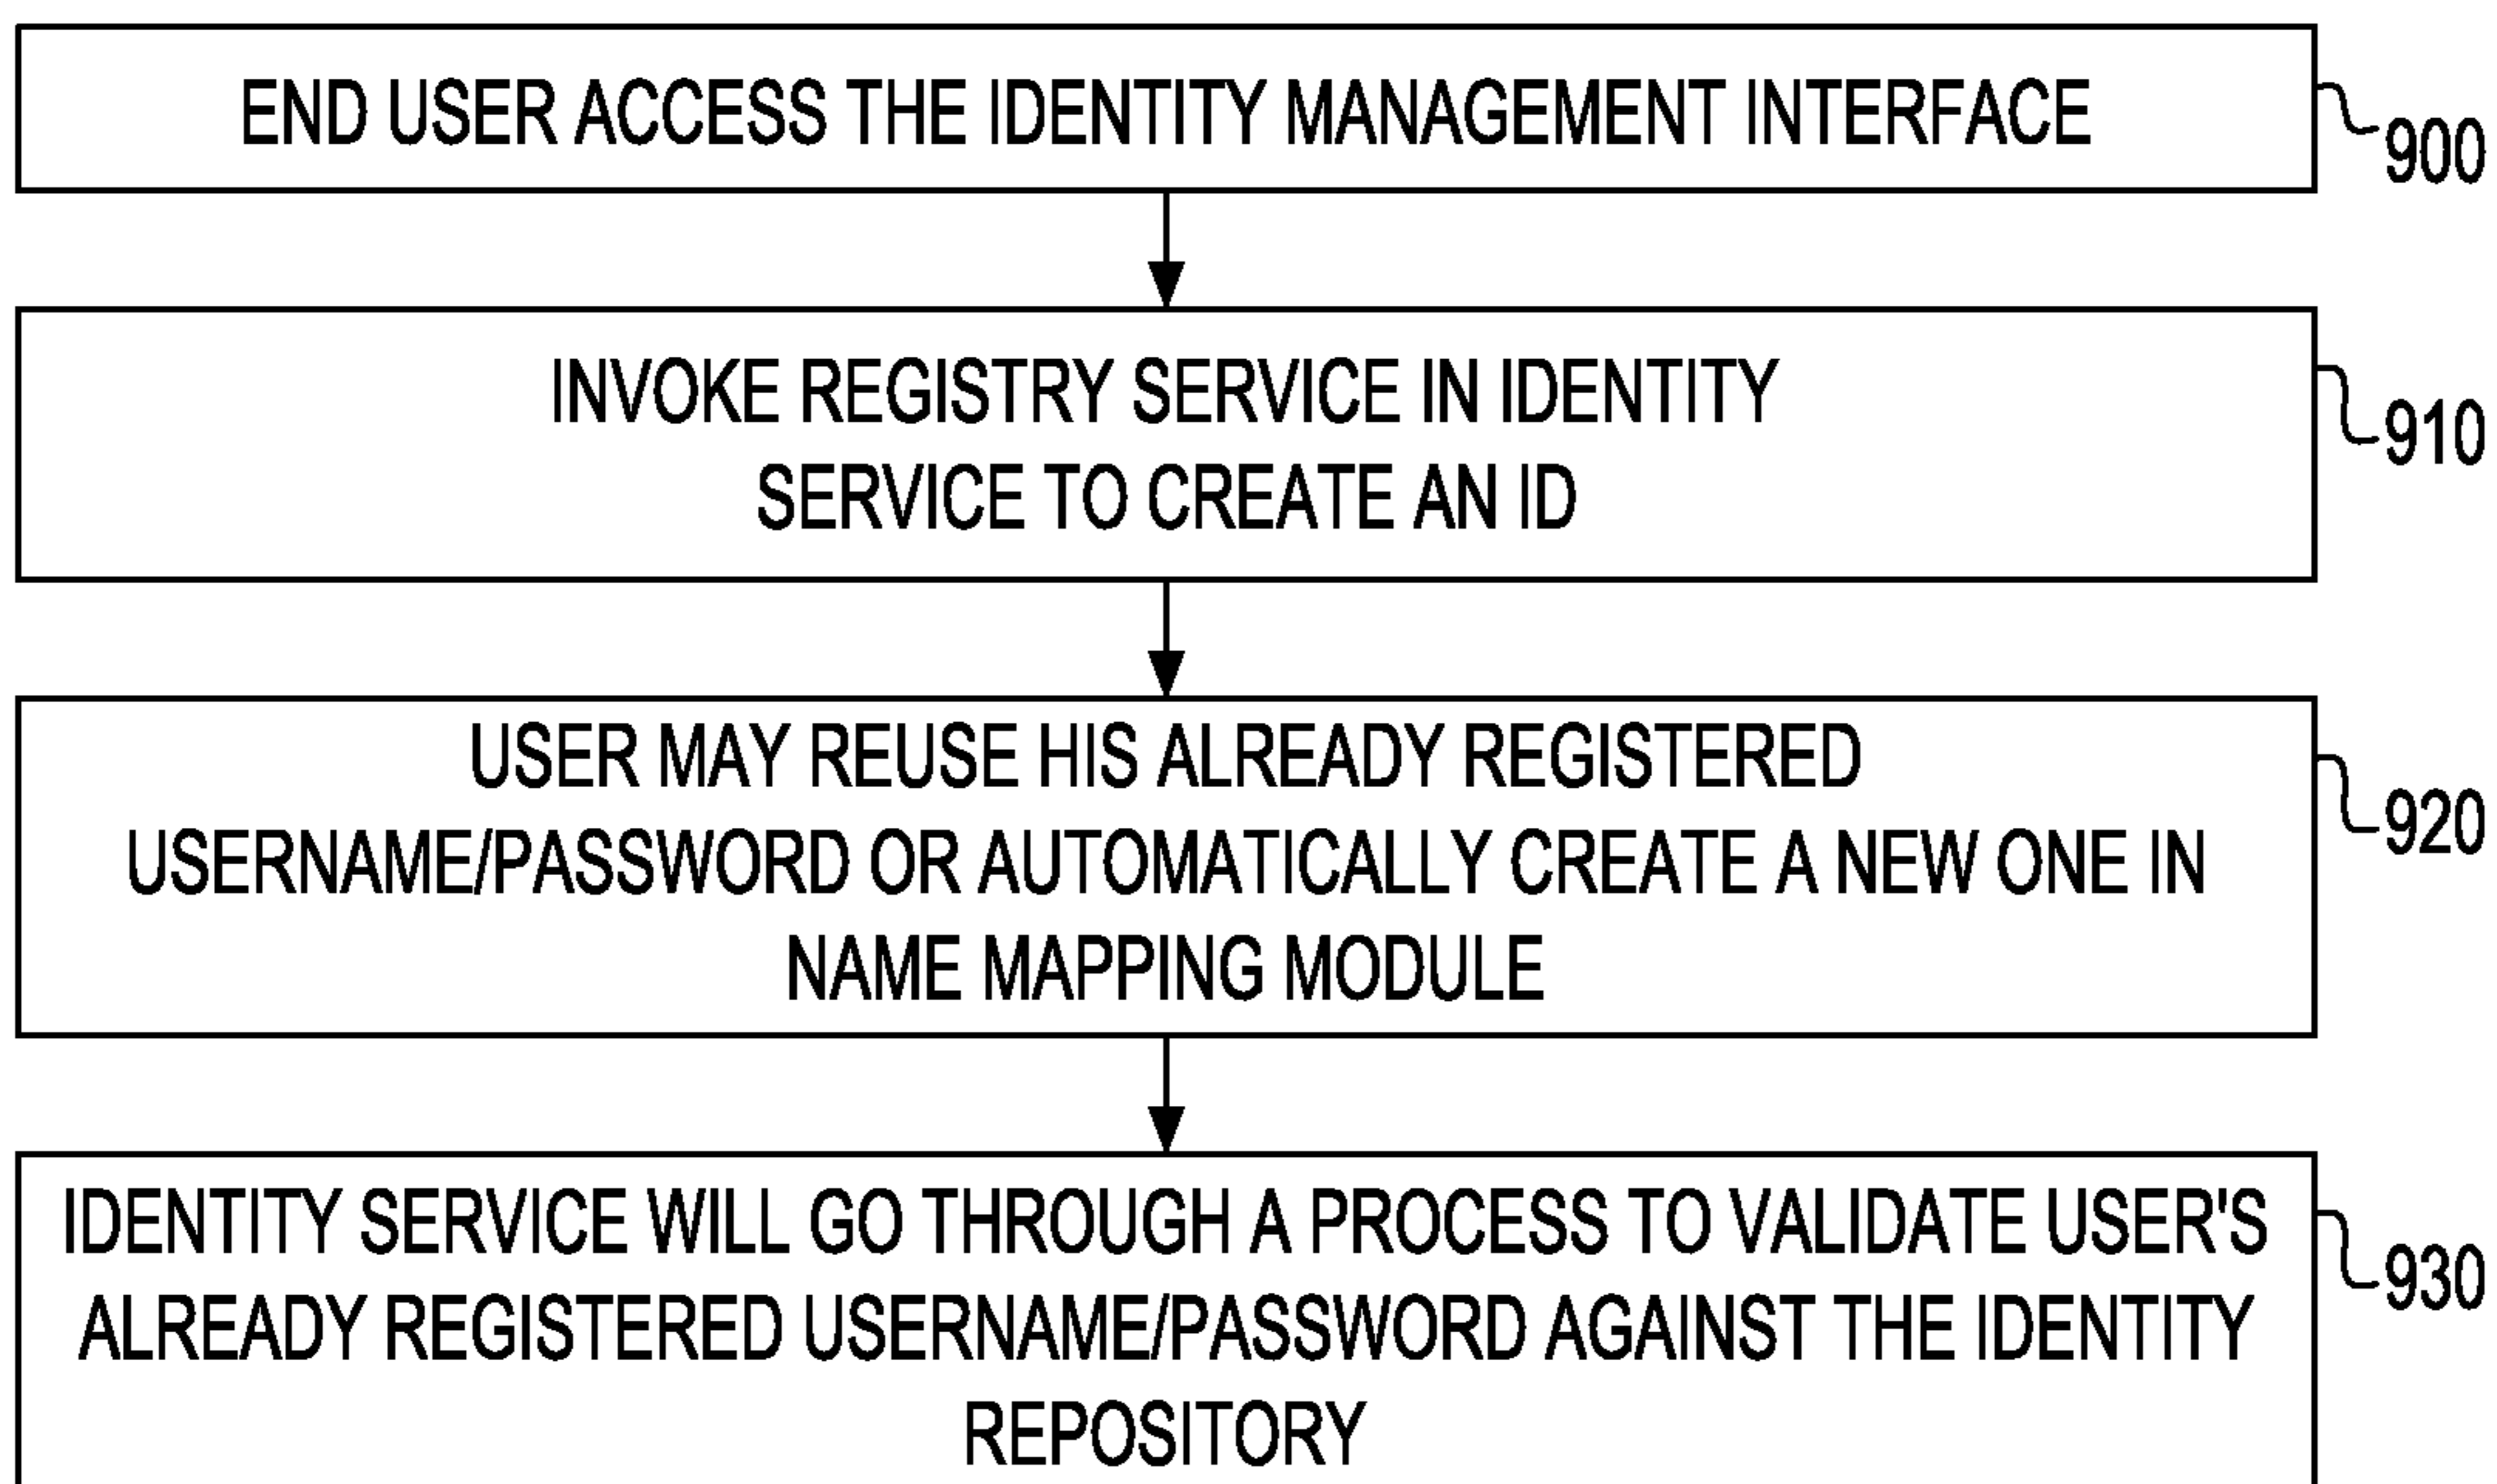 END USER ACCESS THE IDENTITY MANAGEMENT INTERFACE
900
INVOKE REGISTRY SERVICE IN IDENTITY
SERVICE TO CREATE AN ID
910
USER MAY REUSE HIS ALREADY REGISTERED
USERNAME/PASSWORD OR AUTOMATICALLY CREATE A NEW ONE IN
NAME MAPPING MODULE
920
IDENTITY SERVICE WILL GO THROUGH A PROCESS TO VALIDATE USER'S
ALREADY REGISTERED USERNAME/PASSWORD AGAINST THE IDENTITY
REPOSITORY
930